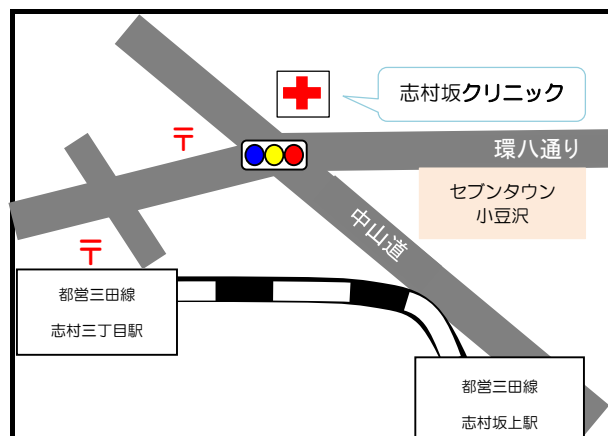 志村坂クリニック
〒
環八通り
セブンタウン
小豆沢
中山道
〒
都営三田線
志村三丁目駅
都営三田線
志村坂上駅